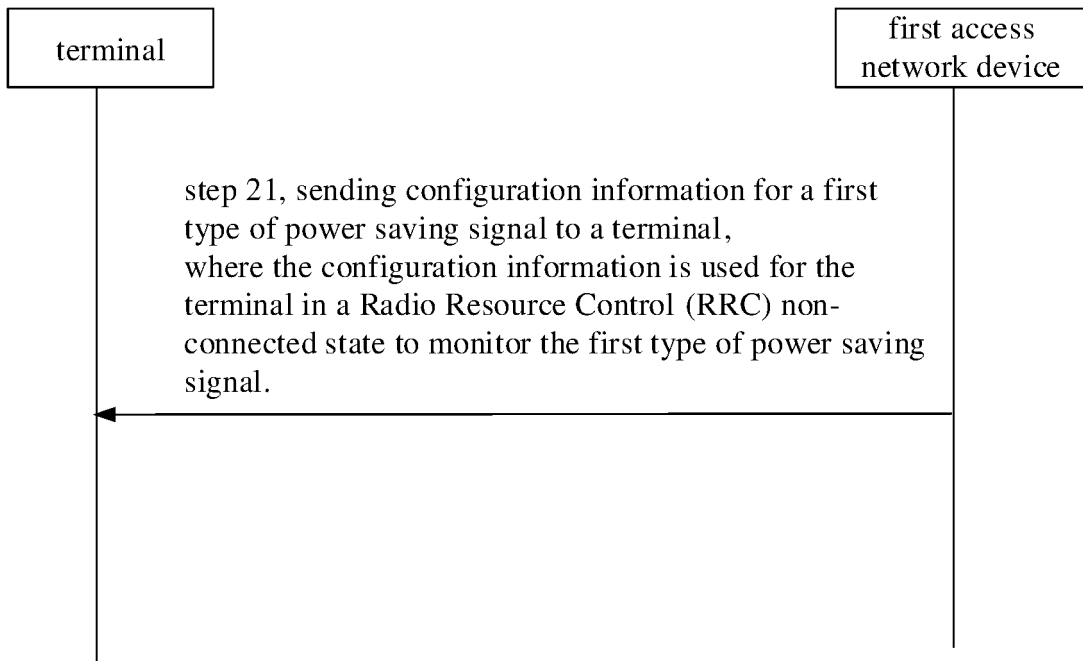 terminal
first access
network device
step 21, sending configuration information for a first
type of power saving signal to a terminal,
where the configuration information is used for the
terminal in a Radio Resource Control (RRC) non-
connected state to monitor the first type of power saving
signal.